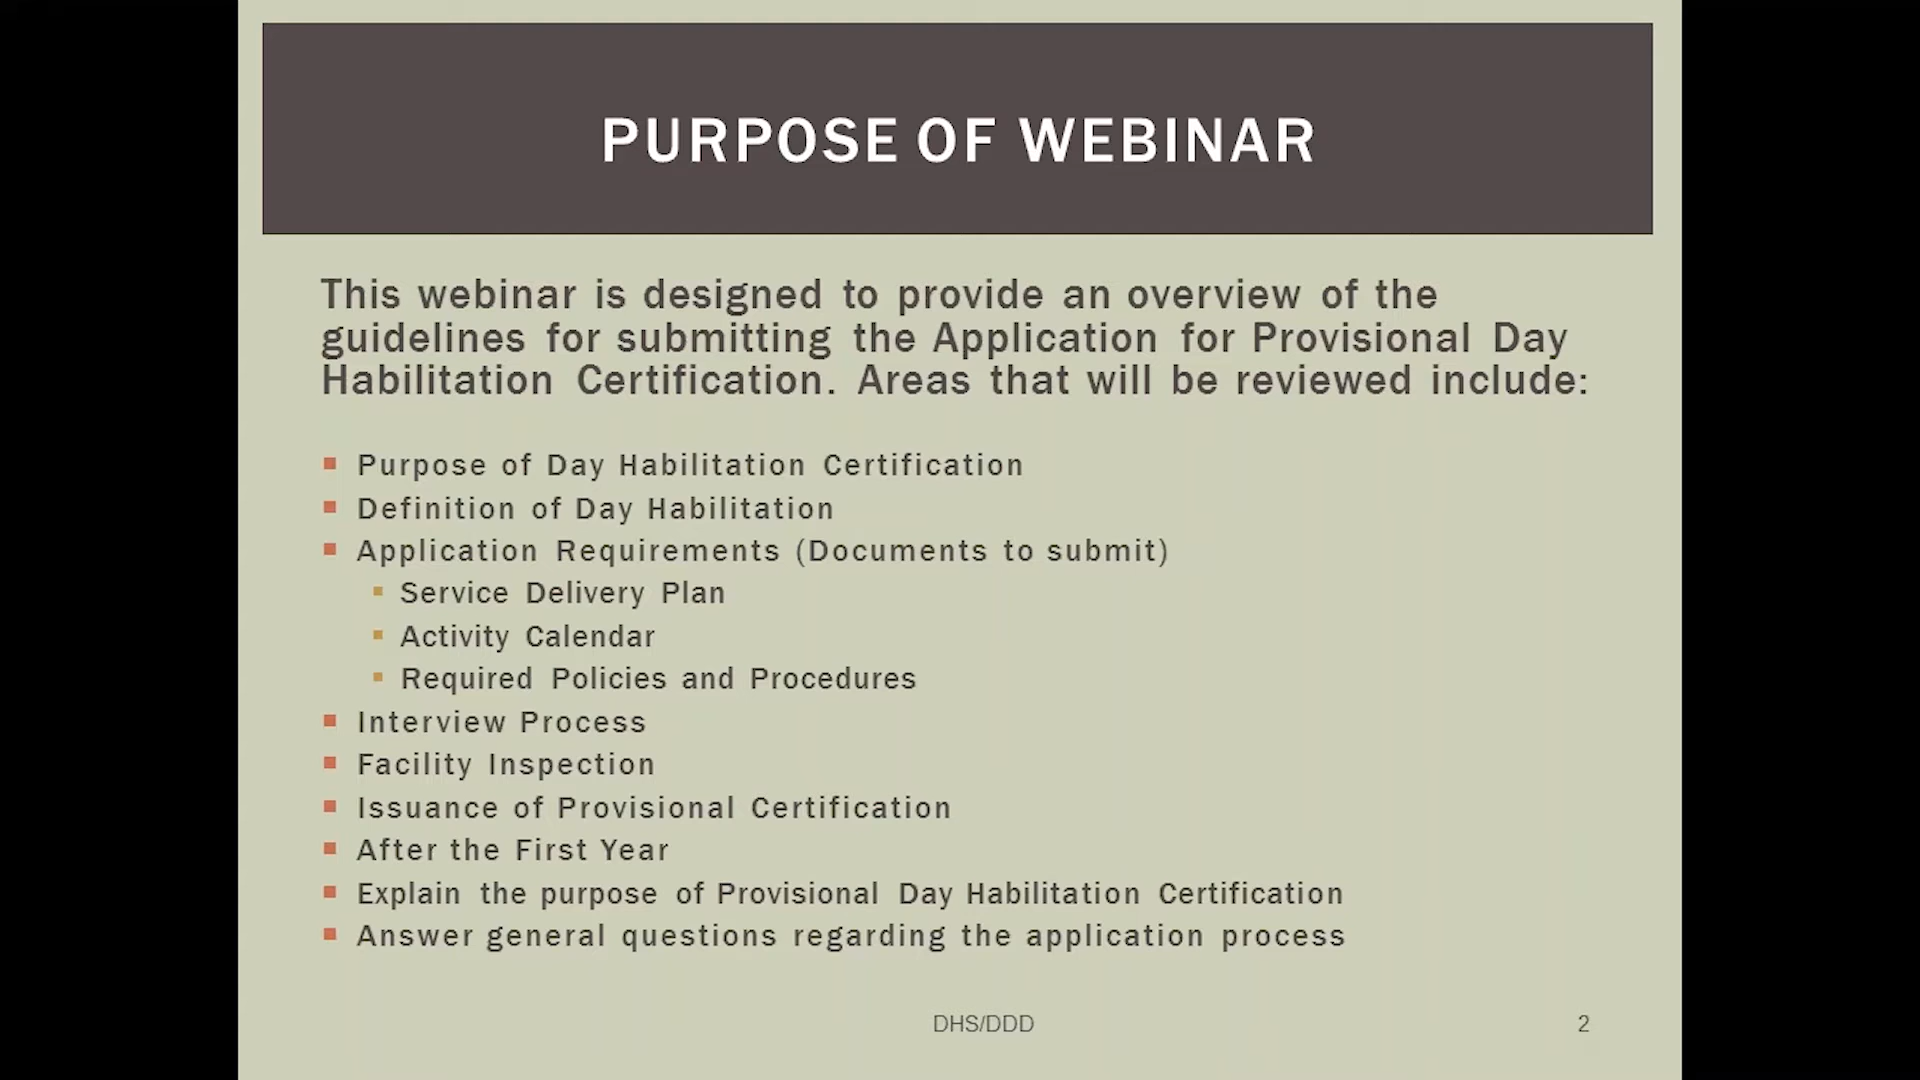 PURPOSE OF WEBINAR
This webinar is designed to provide an overview of the
guidelines for submitting the Application for Provisional Day
Habilitation Certification. Areas that will be reviewed include:
Purpose of Day Habilitation Certification
Definition of Day Habilitation
Application Requirements (Documents to submit)
Service Delivery Plan
Activity Calendar
Required Policies and Procedures
Interview Process
Facility Inspection
Issuance of Provisional Certification
After the First Year
Explain the purpose of Provisional Day Habilitation Certification
Answer general questions regarding the application process
DHS/DDD
2